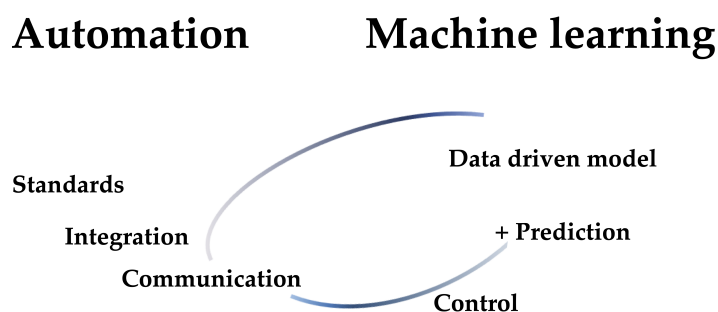 Automation
Machine learning
Data driven model
Standards
Integration
+ Prediction
Communication
Control